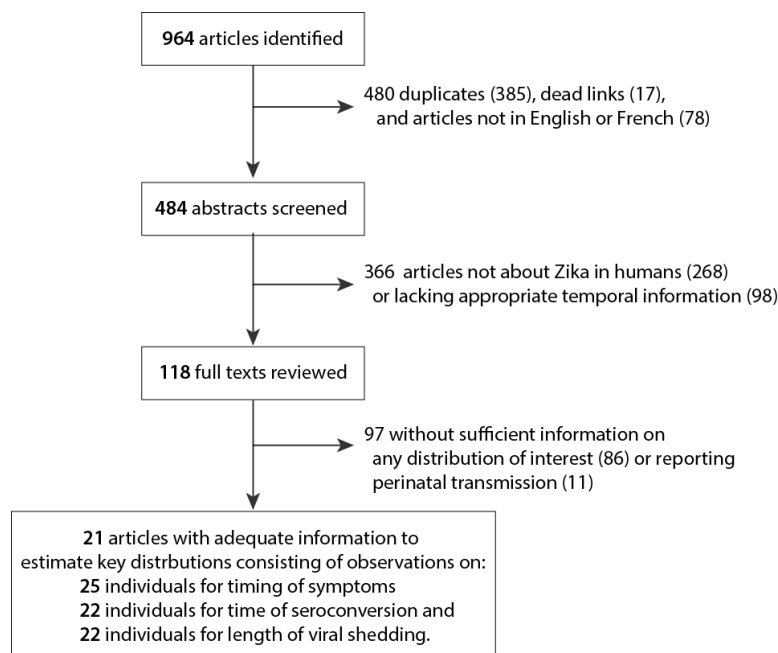 964 articles identified
480 duplicates (385), dead links (17),
and articles not in English or French (78)
484 abstracts screened
366 articles not about Zika in humans (268)
or lacking appropriate temporal information (98)
118 full texts reviewed
97 without sufficient information on
any distribution of interest (86) or reporting
perinatal transmission (11)
21 articles with adequate information to
estimate key distrbutions consisting of observations on:
25 individuals for timing of symptoms
22 individuals for time of seroconversion and
22 individuals for length of viral shedding.